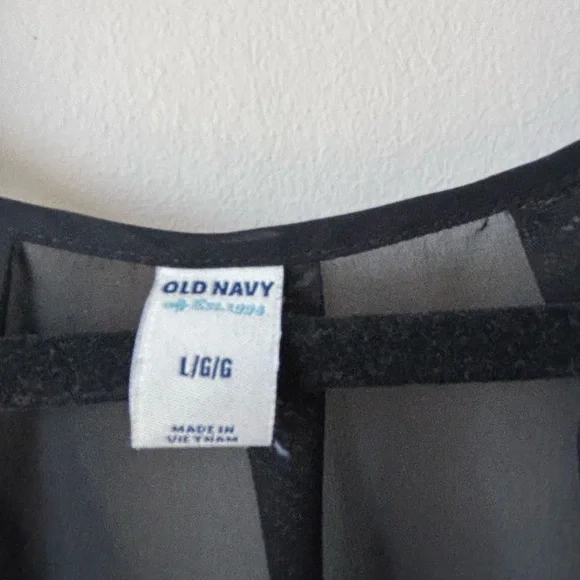 OLD NAVY
Est. 1994
L/G/G
MADE IN
VIETNAM